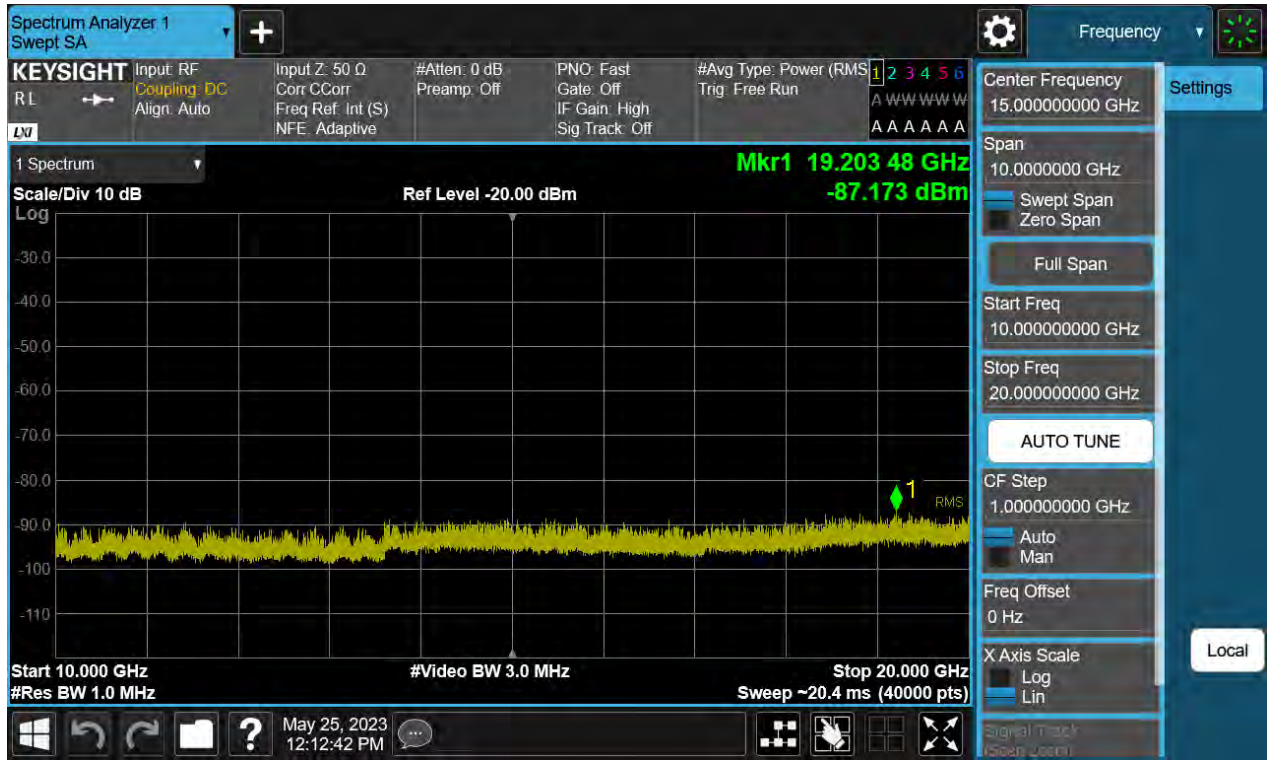 Spectrum Analyzer 1
Swept SA
Frequency
KEYSIGHT
RL
LXI
Input: RF
Coupling: DC
Align: Auto
Input Z: 50 Ω
Corr CCorr
Freq Ref: Int (S)
NFE: Adaptive
#Atten: 0 dB
Preamp: Off
PNO: Fast
Gate: Off
IF Gain: High
Sig Track: Off
#Avg Type: Power (RMS
Trig: Free Run
1 2 3 4 5 6
A W W W W W
A A A A A A
1 Spectrum
Scale/Div 10 dB
Ref Level -20.00 dBm
Mkr1 19.203 48 GHz
-87.173 dBm
Log
-30.0
-40.0
-50.0
-60.0
-70.0
-80.0
-90.0
-100
-110
1
RMS
Start 10.000 GHz
#Video BW 3.0 MHz
Stop 20.000 GHz
#Res BW 1.0 MHz
Sweep ~20.4 ms (40000 pts)
Center Frequency
15.000000000 GHz
Settings
Span
10.0000000 GHz
Swept Span
Zero Span
Full Span
Start Freq
10.000000000 GHz
Stop Freq
20.000000000 GHz
AUTO TUNE
CF Step
1.000000000 GHz
Auto
Man
Freq Offset
0 Hz
X Axis Scale
Log
Lin
Local
Signal Track
(Span Zoom)
?
May 25, 2023
12:12:42 PM